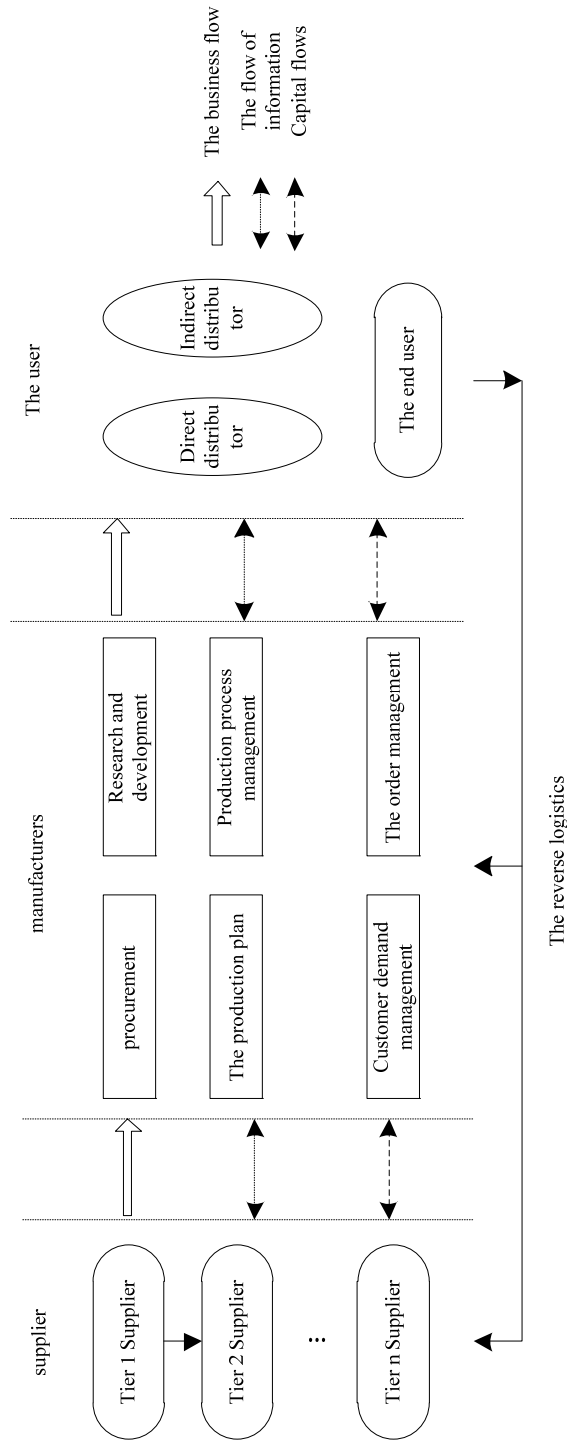 supplier
manufacturers
The user
Tier 1 Supplier
Tier 2 Supplier
...
Tier n Supplier
procurement
Research and
development
The production plan
Production process
management
Customer demand
management
The order management
Direct
distribu
tor
Indirect
distribu
tor
The end user
The business flow
The flow of
information
Capital flows
The reverse logistics